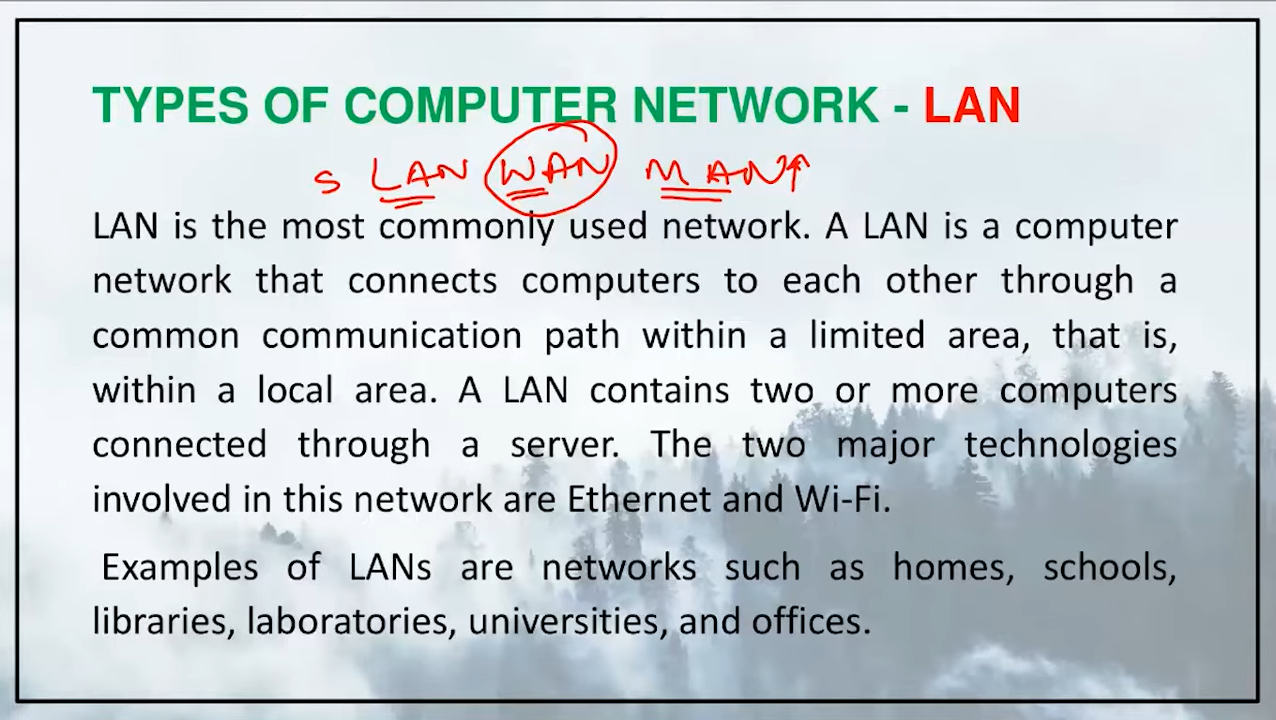 TYPES OF COMPUTER NETWORK - LAN
S LAN WAN MAN
LAN is the most commonly used network. A LAN is a computer
network that connects computers to each other through a
common communication path within a limited area, that is,
within a local area. A LAN contains two or more computers
connected through a server. The two major technologies
involved in this network are Ethernet and Wi-Fi.
Examples of LANs are networks such as homes, schools,
libraries, laboratories, universities, and offices.